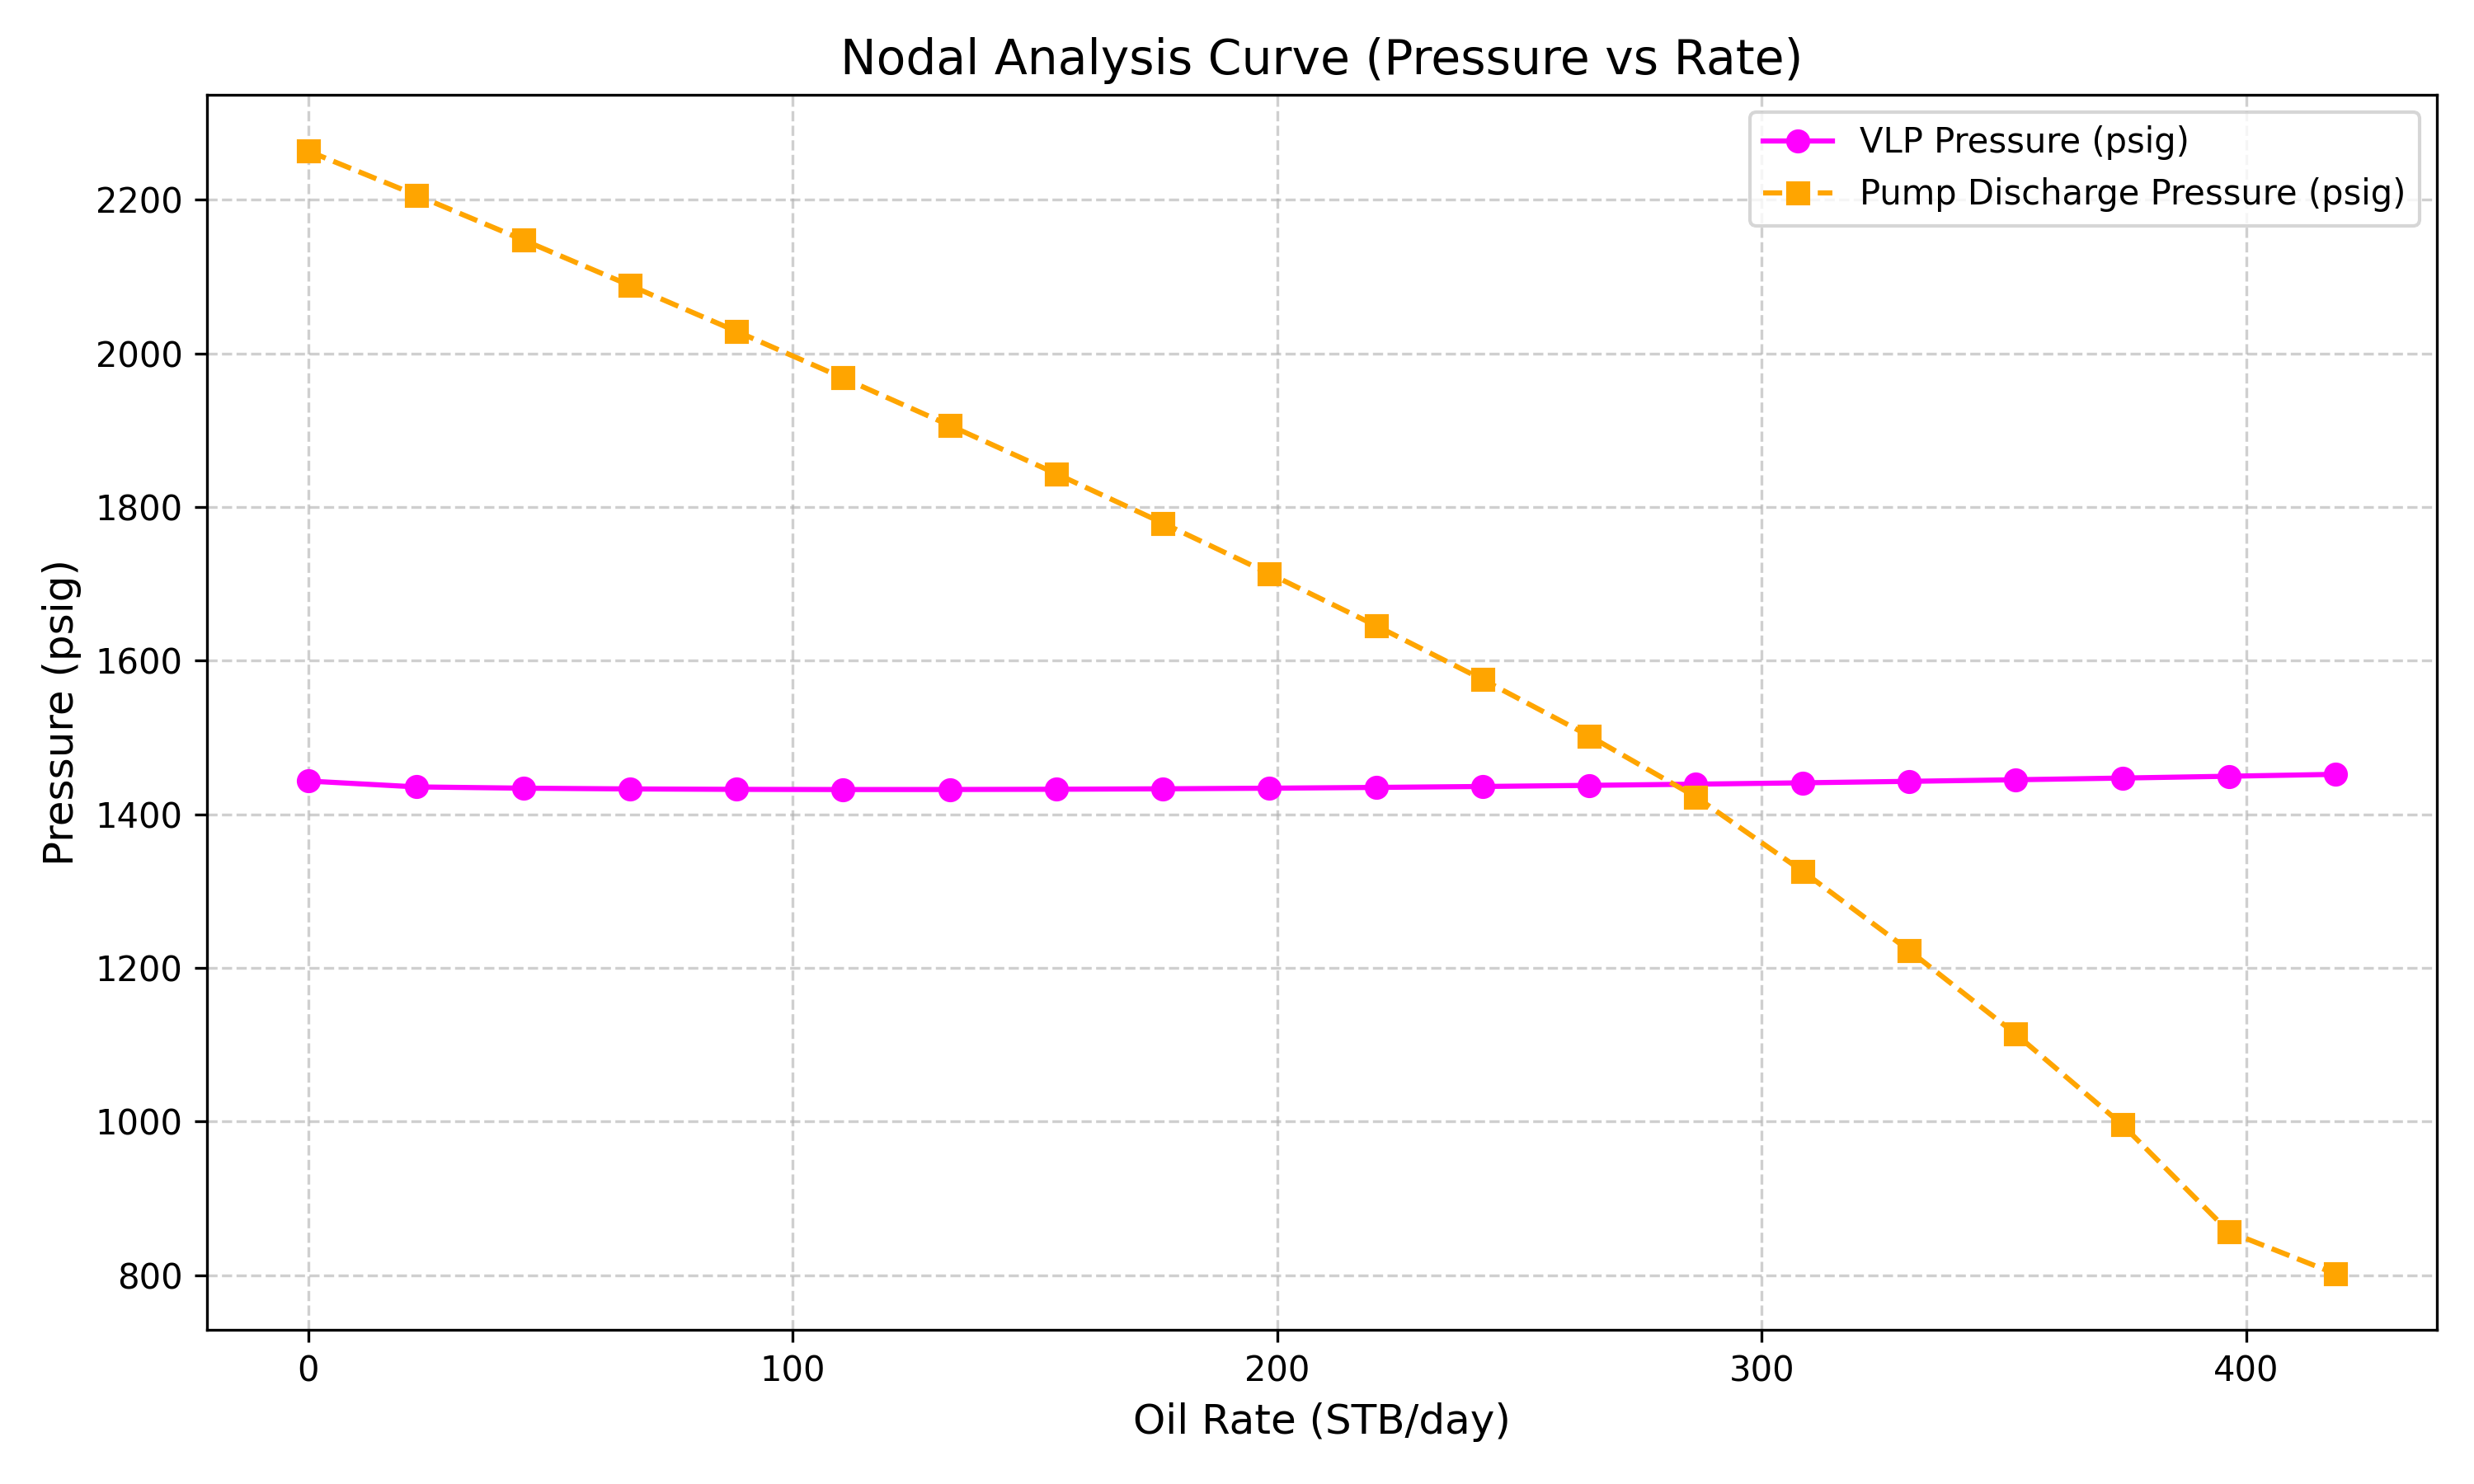 Nodal Analysis Curve (Pressure vs Rate)
VLP Pressure (psig)
Pump Discharge Pressure (psig)
Pressure (psig)
2200
2000
1800
1600
1400
1200
1000
800
0
100
200
300
400
Oil Rate (STB/day)